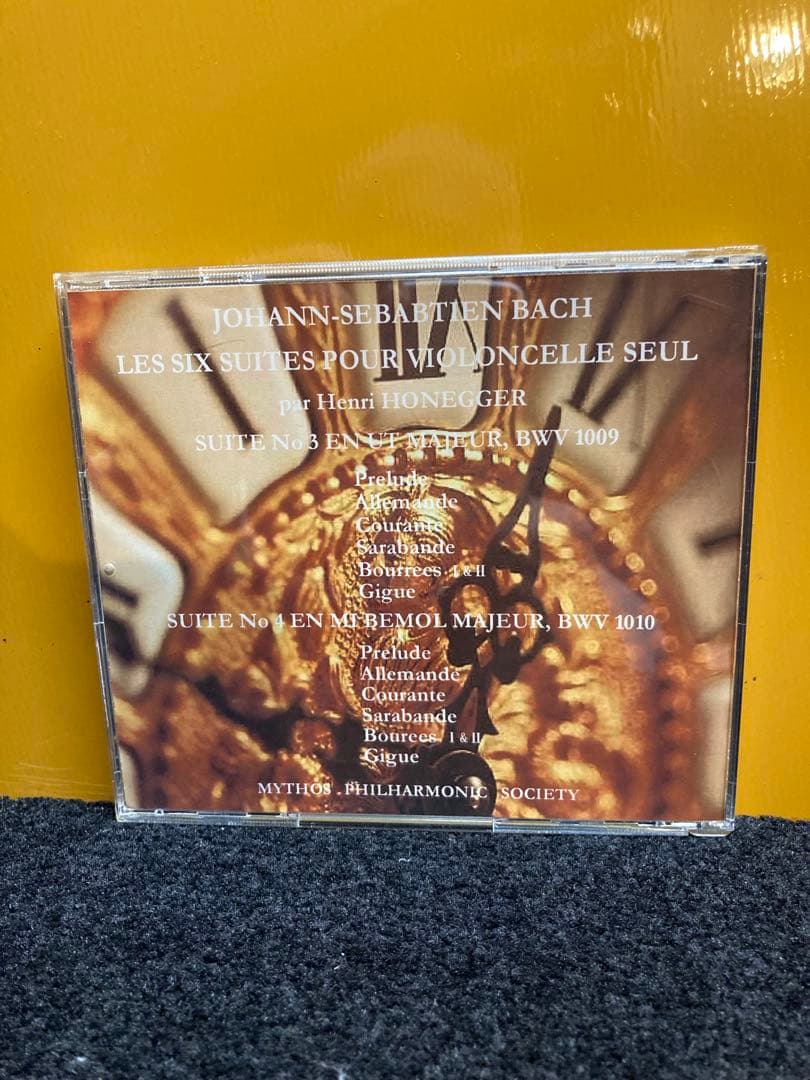 JOHANN-SEBABTIEN BACH
LES SIX SUITES POUR VIOLONCELLE SEUL
par Henri HONEGGER
SUITE No 3 EN UT MAJEUR, BWV 1009
Prelude
Allemande
Courante
Sarabande
Bourrees I & II
Gigue
SUITE No 4 EN MI BEMOL MAJEUR, BWV 1010
Prelude
Allemande
Courante
Sarabande
Bourees I & II
Gigue
MYTHOS . PHILHARMONIC SOCIETY